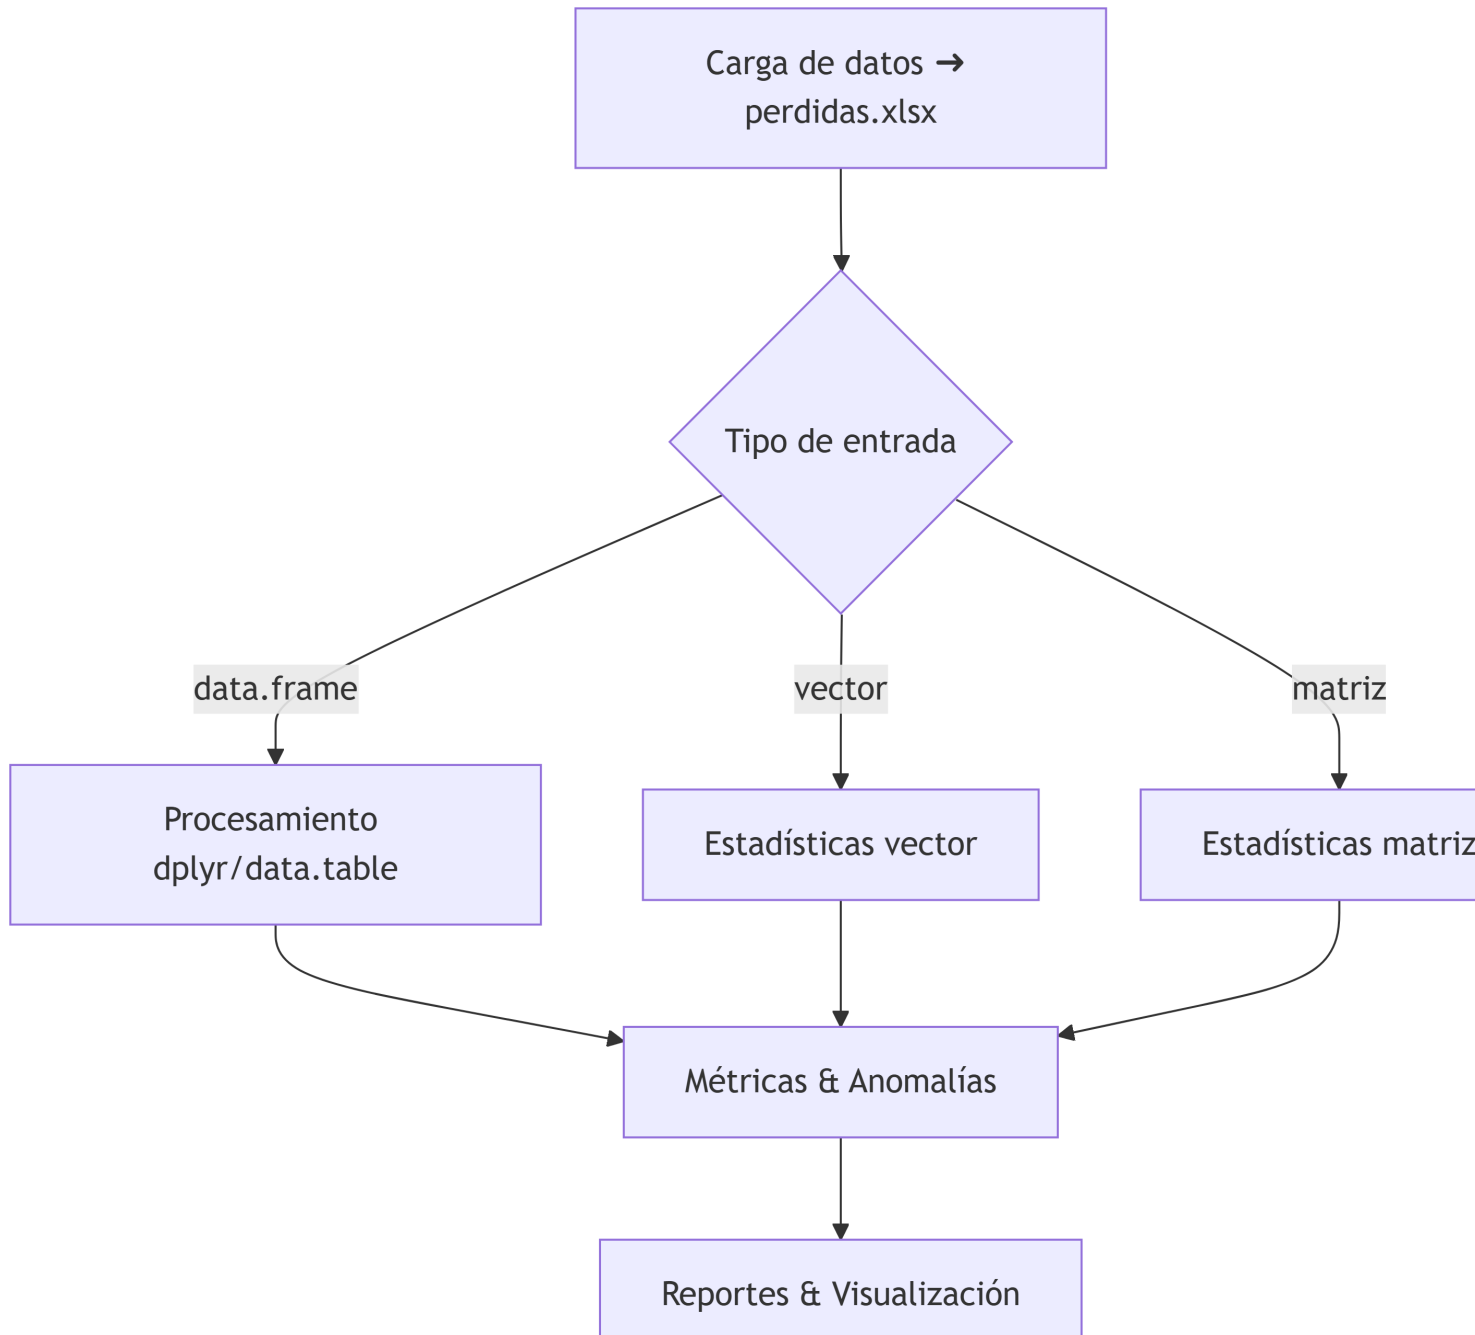 Carga de datos ➜
perdidas.xlsx
Tipo de entrada
data.frame
vector
matriz
Procesamiento
dplyr/data.table
Estadísticas vector
Estadísticas matriz
Métricas & Anomalías
Reportes & Visualización